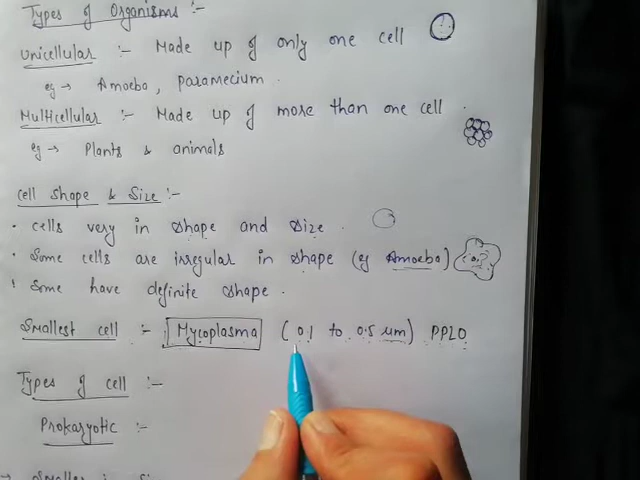 Types of Organisms :-
Unicellular :- Made up of only one cell
eg → Amoeba, paramecium.
Multicellular :- Made up of more than one cell.
eg → Plants & animals
Cell Shape & Size :-
• Cells very in shape and size.
• Some cells are irregular in shape (eg Amoeba)
• Some have definite shape.
Smallest cell :- Mycoplasma (0.1 to 0.5 µm) PPLO
Types of cell :-
Prokaryotic :-
→ Smaller in